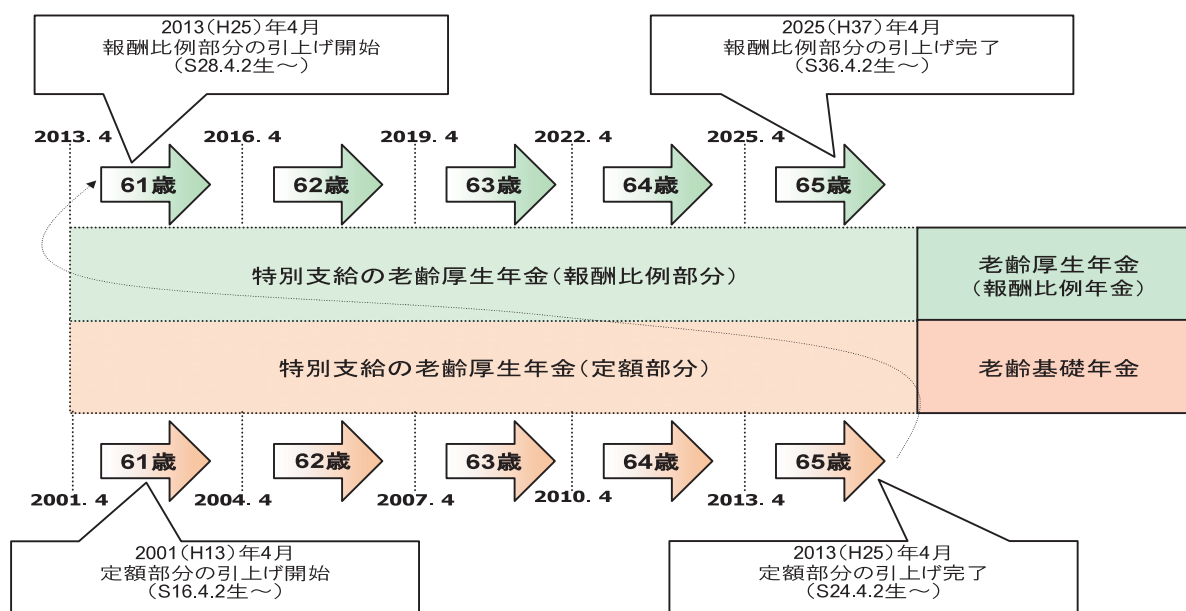 2013(H25)年4月
報酬比例部分の引上げ開始
(S28.4.2生~)
2025(H37)年4月
報酬比例部分の引上げ完了
(S36.4.2生~)
2013. 4
2016. 4
2019. 4
2022. 4
2025. 4
61歳
62歳
63歳
64歳
65歳
特別支給の老齢厚生年金(報酬比例部分)
老齢厚生年金
(報酬比例年金)
特別支給の老齢厚生年金(定額部分)
老齢基礎年金
61歳
62歳
63歳
64歳
65歳
2001. 4
2004. 4
2007. 4
2010. 4
2013. 4
2001(H13)年4月
定額部分の引上げ開始
(S16.4.2生~)
2013(H25)年4月
定額部分の引上げ完了
(S24.4.2生~)